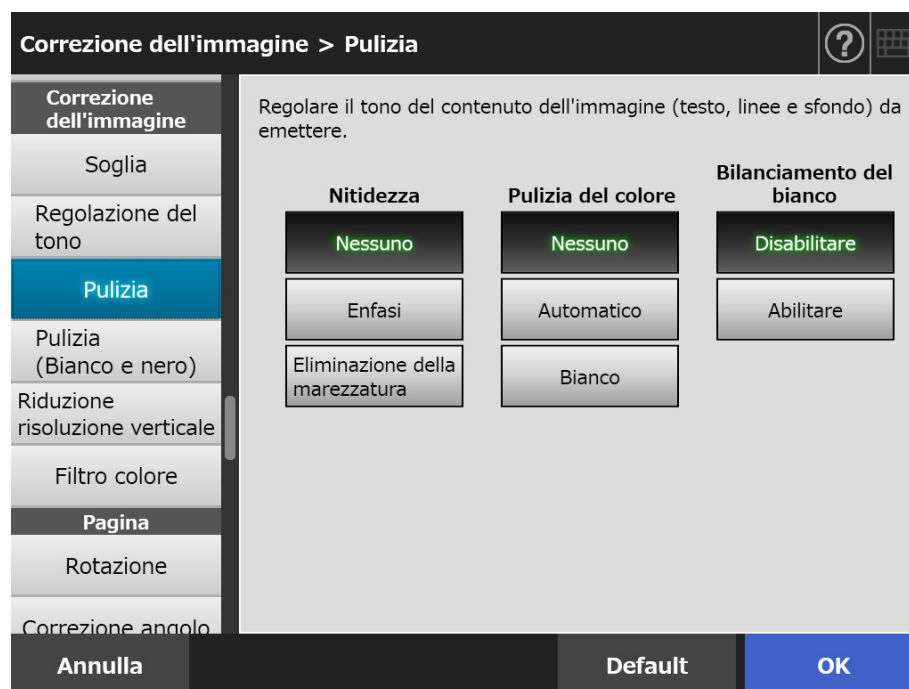 Correzione dell'immagine > Pulizia
?
Correzione
dell'immagine
Soglia
Regolazione del
tono
Pulizia
Pulizia
(Bianco e nero)
Riduzione
risoluzione verticale
Filtro colore
Pagina
Rotazione
Correzione angolo
Regolare il tono del contenuto dell'immagine (testo, linee e sfondo) da
emettere.
Nitidezza
Nessuno
Enfasi
Eliminazione della
marezzatura
Pulizia del colore
Nessuno
Automatico
Bianco
Bilanciamento del
bianco
Disabilitare
Abilitare
Annulla
Default
OK